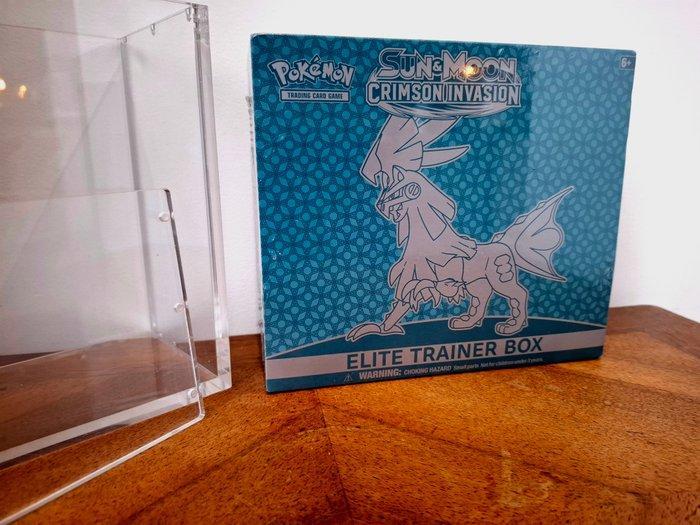 POKéMON
TRADING CARD GAME
SUN & MOON
CRIMSON INVASION
6+
ELITE TRAINER BOX
WARNING: CHOKING HAZARD Small parts. Not for children under 3 years.